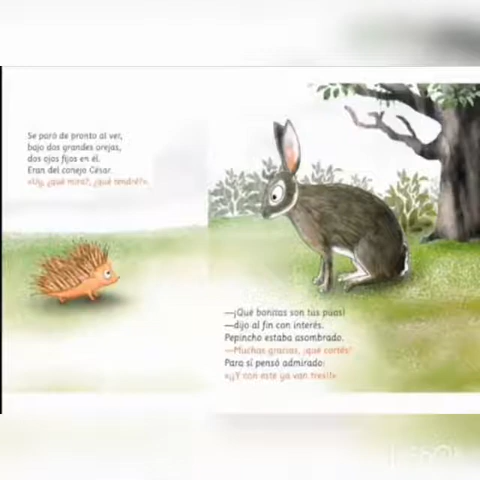 Se paró de pronto al ver,
bajo dos grandes orejas,
dos ojos fijos en él.
Eran del conejo César.
«Uy, ¿qué mira?, ¿qué tendré?».
—¡Qué bonitas son tus púas!
—dijo al fin con interés.
Pepincho estaba asombrado.
—Muchas gracias, ¡qué cortés!
Para sí pensó admirado:
«¡¡Y con este ya van tres!!»